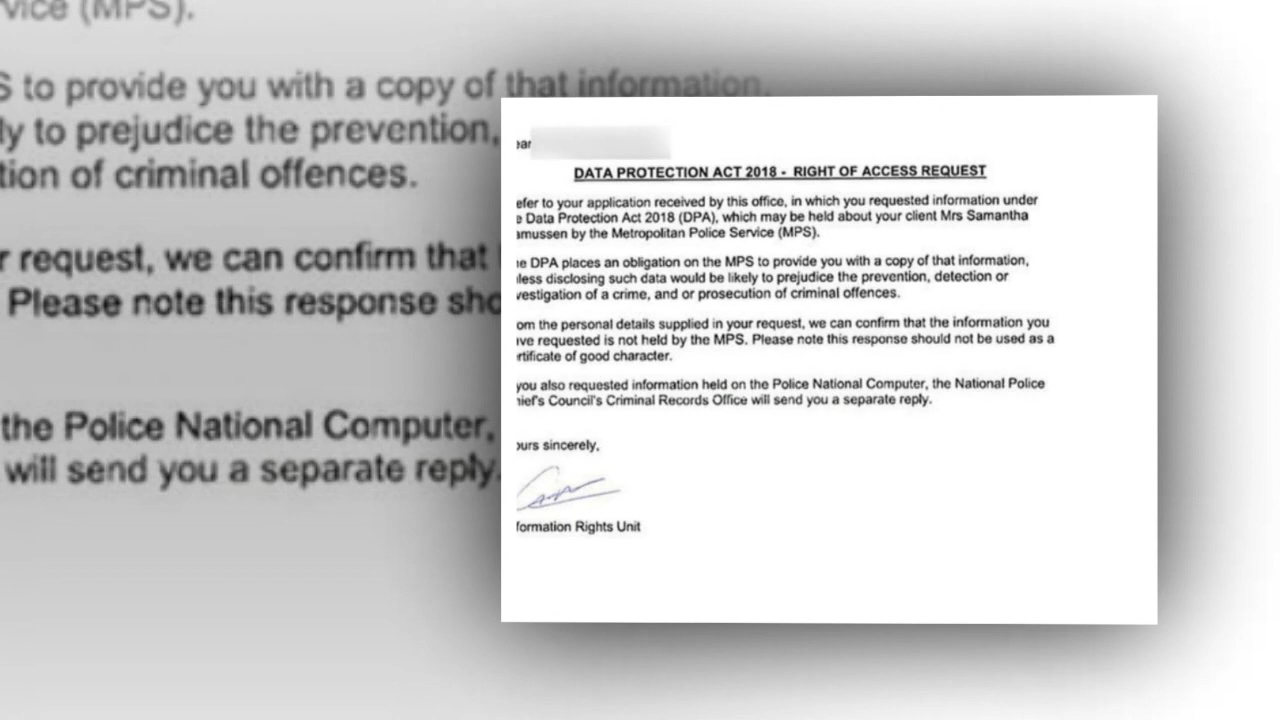 vice (MPS).
S to provide you with a copy of that information,
ly to prejudice the prevention,
tion of criminal offences.
r request, we can confirm that
Please note this response sho
the Police National Computer,
will send you a separate reply.
ear
DATA PROTECTION ACT 2018 - RIGHT OF ACCESS REQUEST
efer to your application received by this office, in which you requested information under
e Data Protection Act 2018 (DPA), which may be held about your client Mrs Samantha
amussen by the Metropolitan Police Service (MPS).
ne DPA places an obligation on the MPS to provide you with a copy of that information,
less disclosing such data would be likely to prejudice the prevention, detection or
vestigation of a crime, and or prosecution of criminal offences.
om the personal details supplied in your request, we can confirm that the information you
ave requested is not held by the MPS. Please note this response should not be used as a
rtificate of good character.
you also requested information held on the Police National Computer, the National Police
hief's Council's Criminal Records Office will send you a separate reply.
ours sincerely,
formation Rights Unit